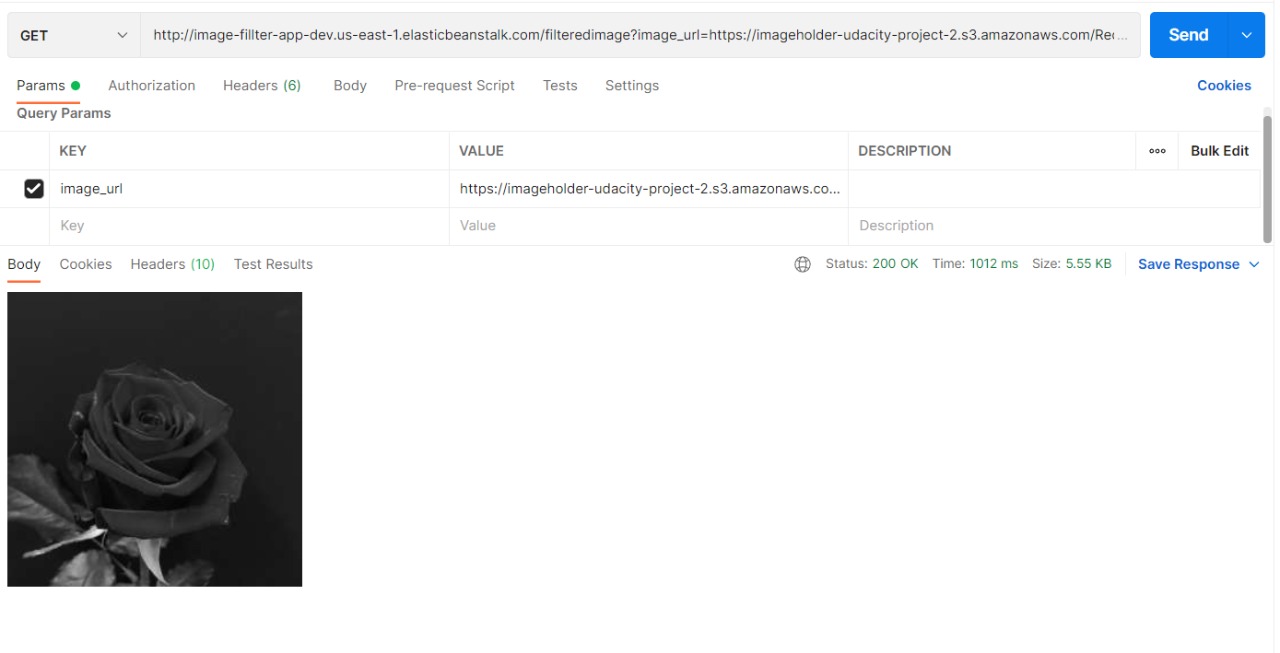 GET http://image-fillter-app-dev.us-east-1.elasticbeanstalk.com/filteredimage?image_url=https://imageholder-udacity-project-2.s3.amazonaws.com/Rec... Send
Params Authorization Headers (6) Body Pre-request Script Tests Settings Cookies
Query Params
KEY VALUE DESCRIPTION ooo Bulk Edit
image_url https://imageholder-udacity-project-2.s3.amazonaws.co...
Key Value Description
Body Cookies Headers (10) Test Results Status: 200 OK Time: 1012 ms Size: 5.55 KB Save Response